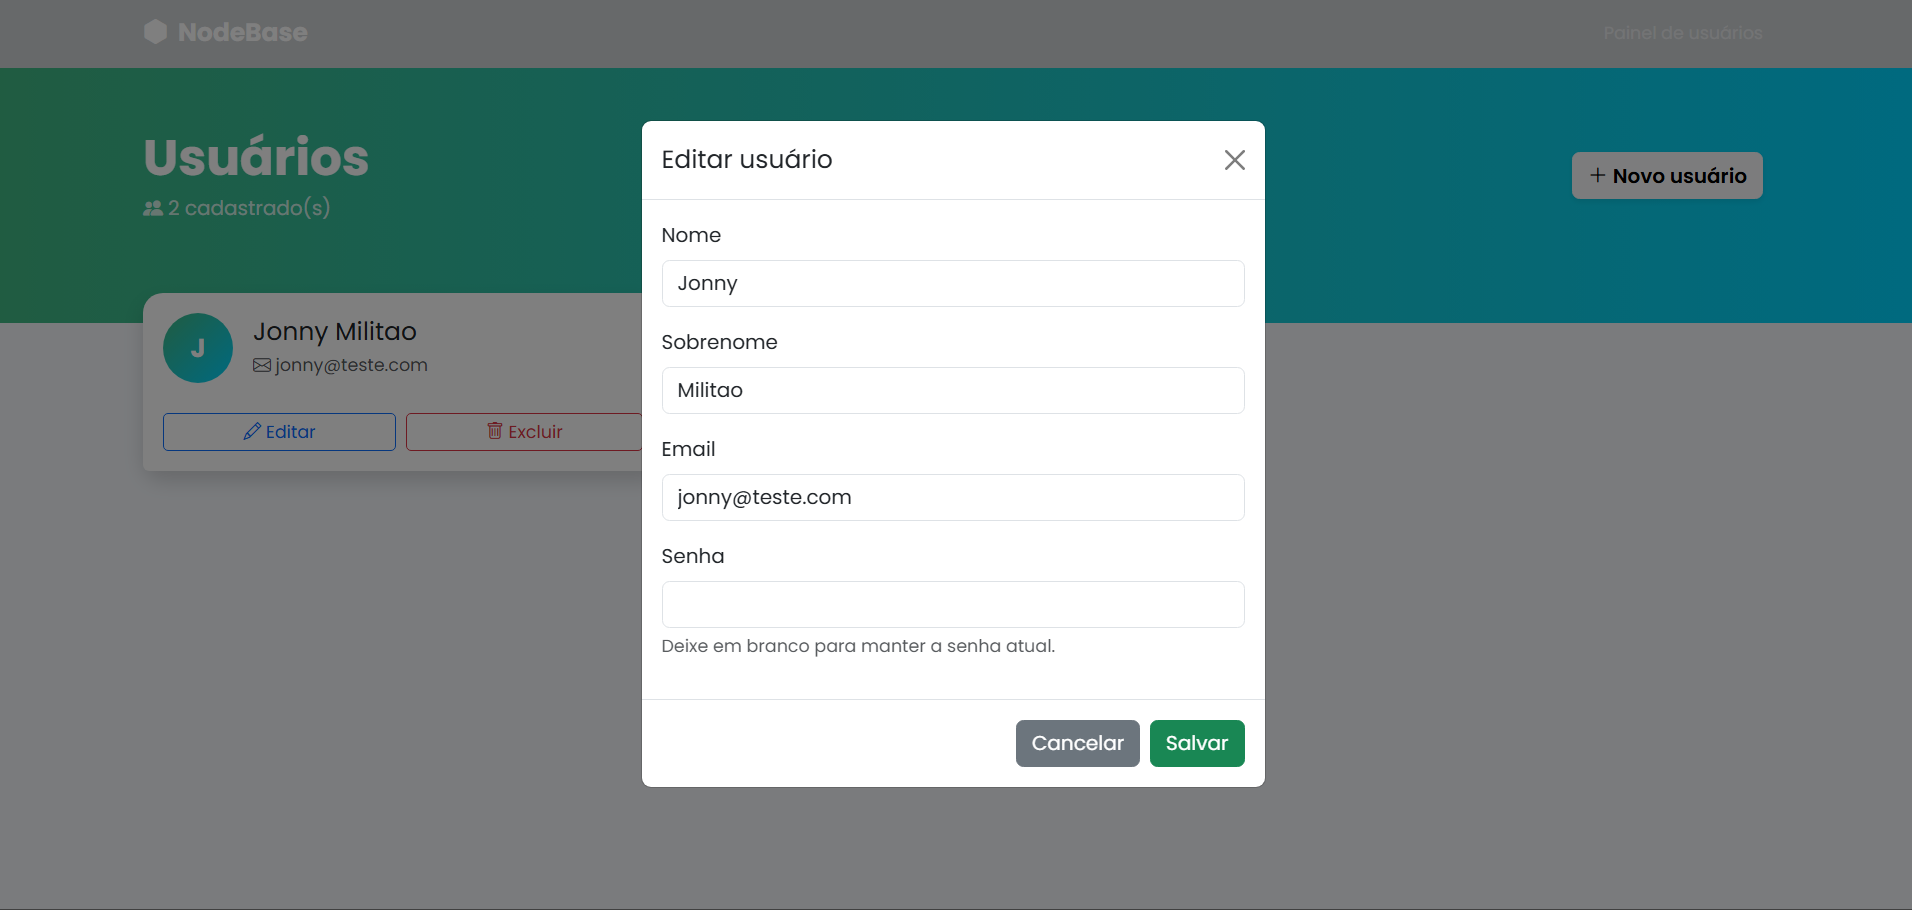 NodeBase
Painel de usuários
Usuários
2 cadastrado(s)
Novo usuário
J
Jonny Militao
jonny@teste.com
Editar
Excluir
Editar usuário
Nome
Jonny
Sobrenome
Militao
Email
jonny@teste.com
Senha
Deixe em branco para manter a senha atual.
Cancelar
Salvar